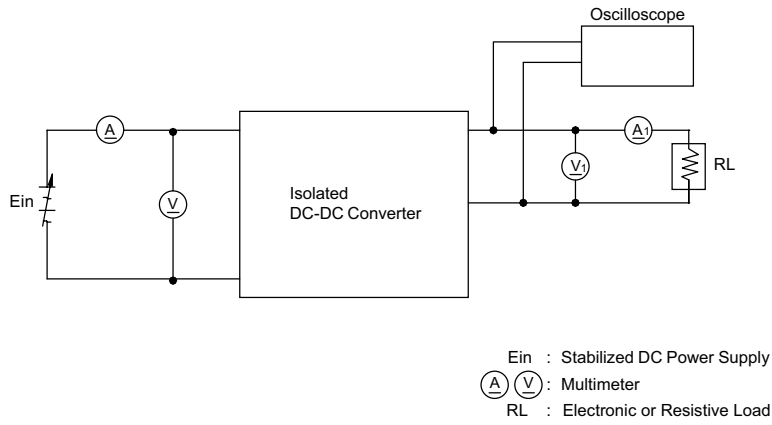 Oscilloscope
A
A1
Ein
V
Isolated
DC-DC Converter
V1
RL
Ein : Stabilized DC Power Supply
A V : Multimeter
RL : Electronic or Resistive Load